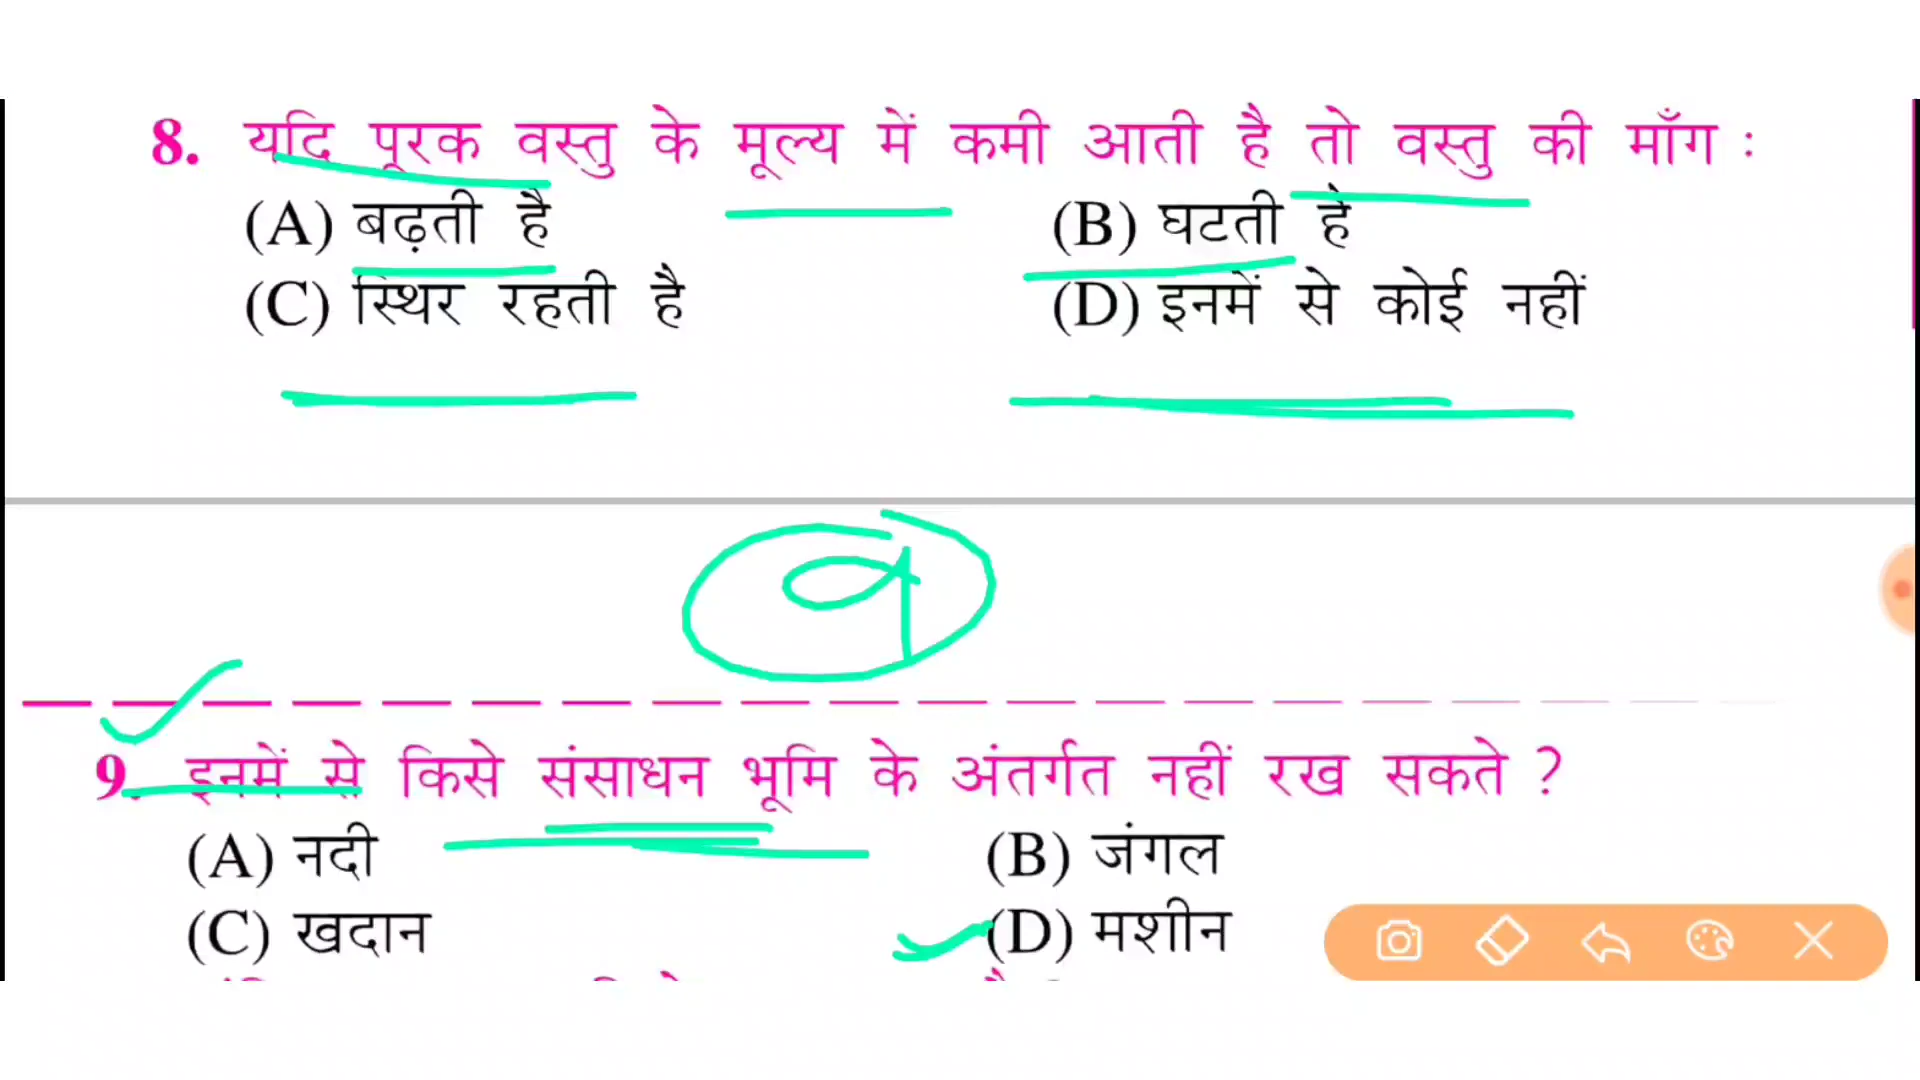 8. यदि पूरक वस्तु के मूल्य में कमी आती है तो वस्तु की माँग :
(A) बढ़ती है (B) घटती है
(C) स्थिर रहती है (D) इनमें से कोई नहीं
9. इनमें से किसे संसाधन भूमि के अंतर्गत नहीं रख सकते ?
(A) नदी (B) जंगल
(C) खदान (D) मशीन